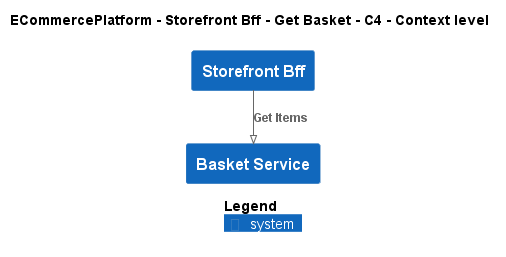 ECommercePlatform - Storefront Bff - Get Basket - C4 - Context level
Storefront Bff
Get Items
Basket Service
Legend
system